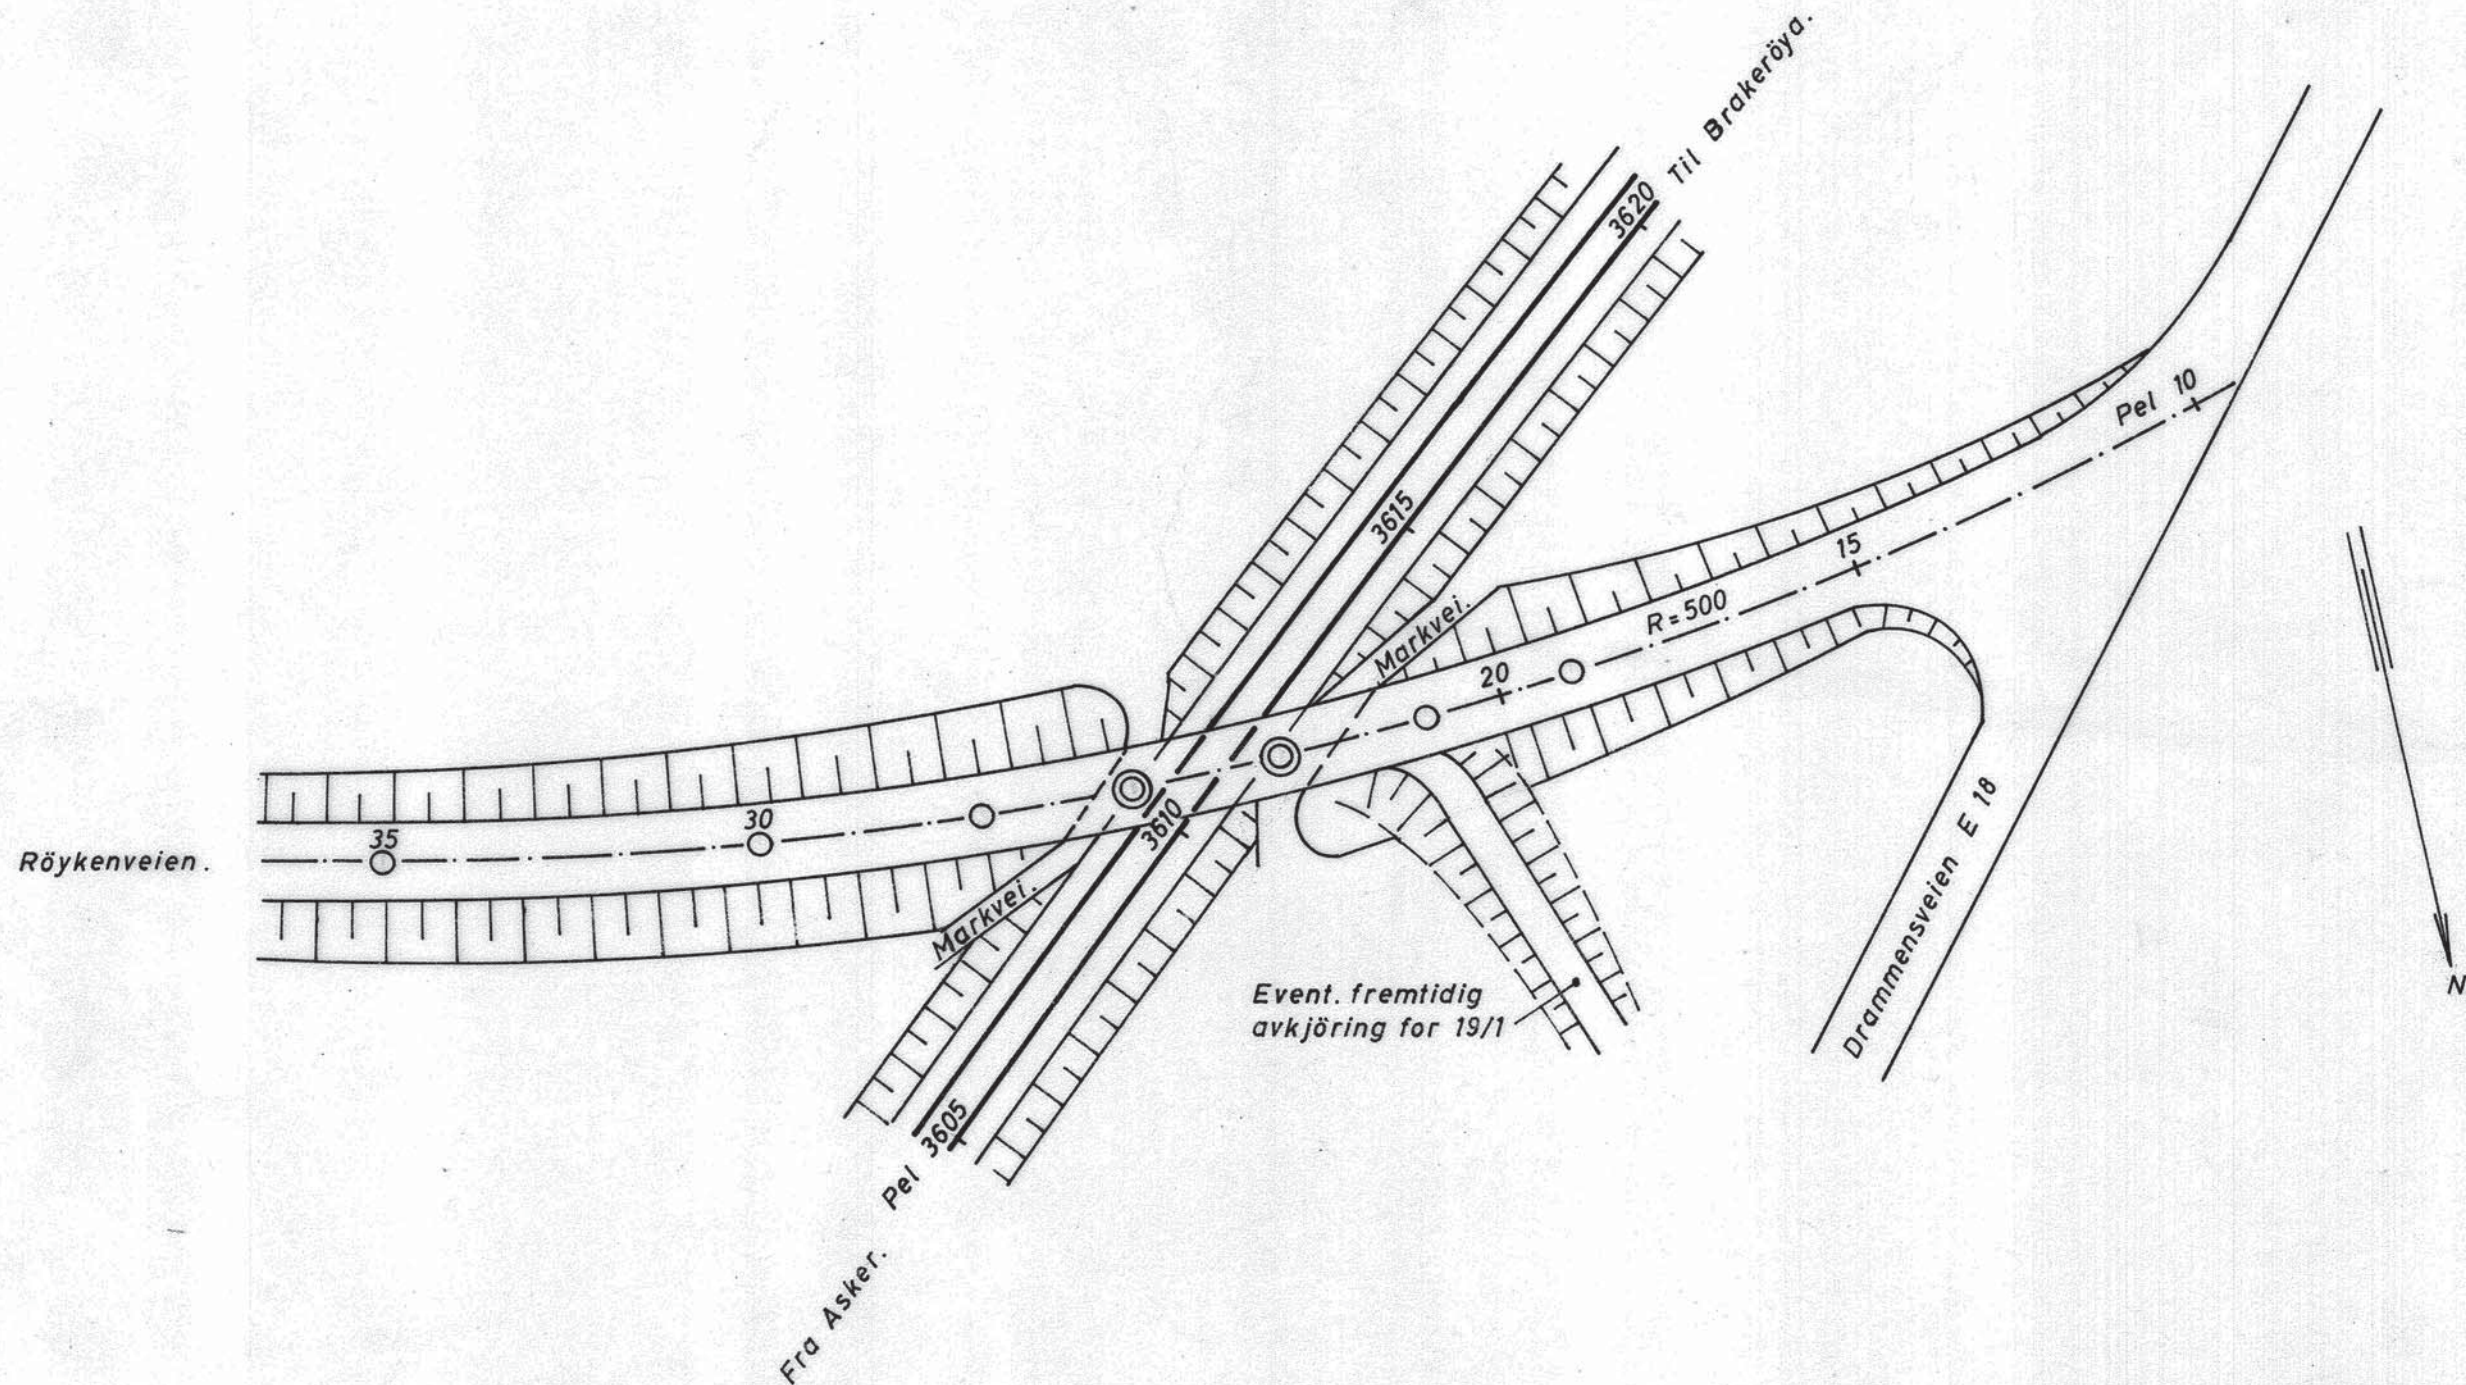 Til Brakeröya.
3620
Pel 10
3615
15
R = 500
Markvei.
20
30
35
3610
Röykenveien.
Markvei.
Drammensveien E 18
Event. fremtidig
avkjöring for 19/1
N
Pel 3605
Fra Asker.